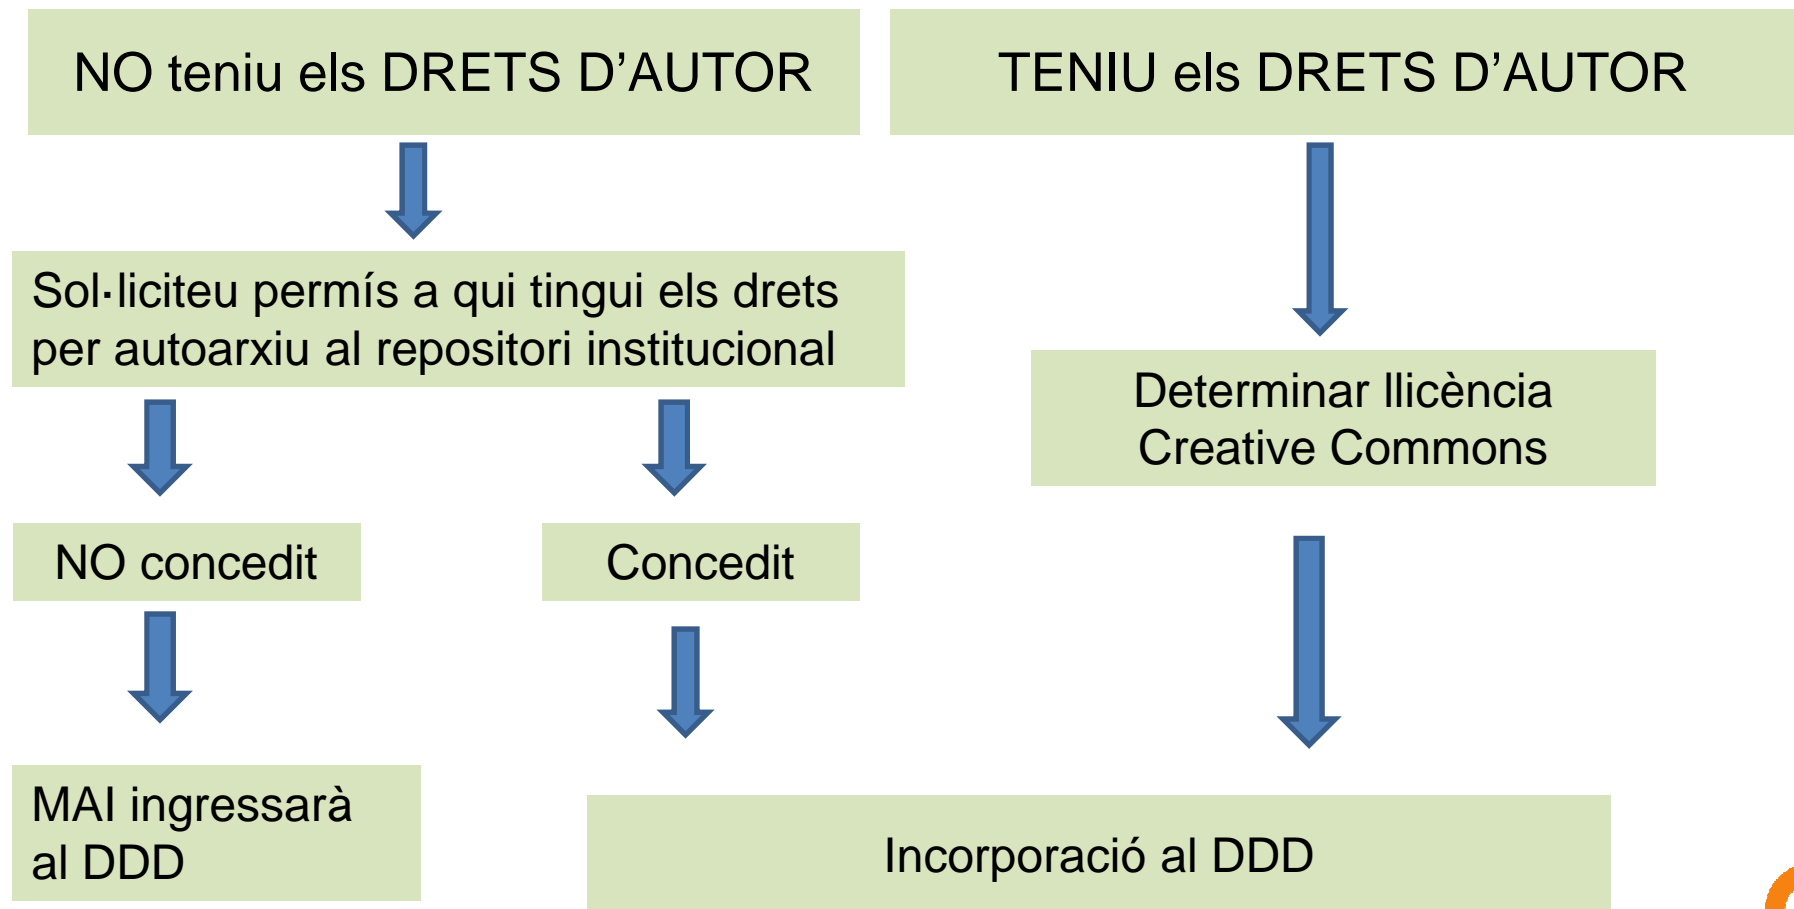 NO teniu els DRETS D’AUTOR
TENIU els DRETS D’AUTOR
Sol·liciteu permís a qui tingui els drets
per autoarxiu al repositori institucional
Determinar llicència
Creative Commons
NO concedit
Concedit
MAI ingressarà
al DDD
Incorporació al DDD